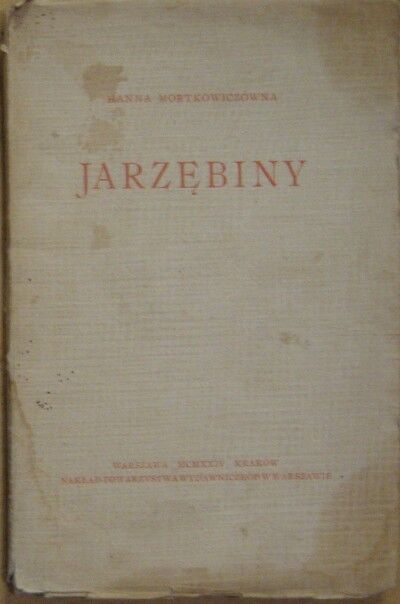 HANNA MORTKOWICZÓWNA
JARZĘBINY
WARSZAWA MCMXXIV KRAKÓW
NAKŁAD TOWARZYSTWA WYDAWNICZEGO W WARSZAWIE